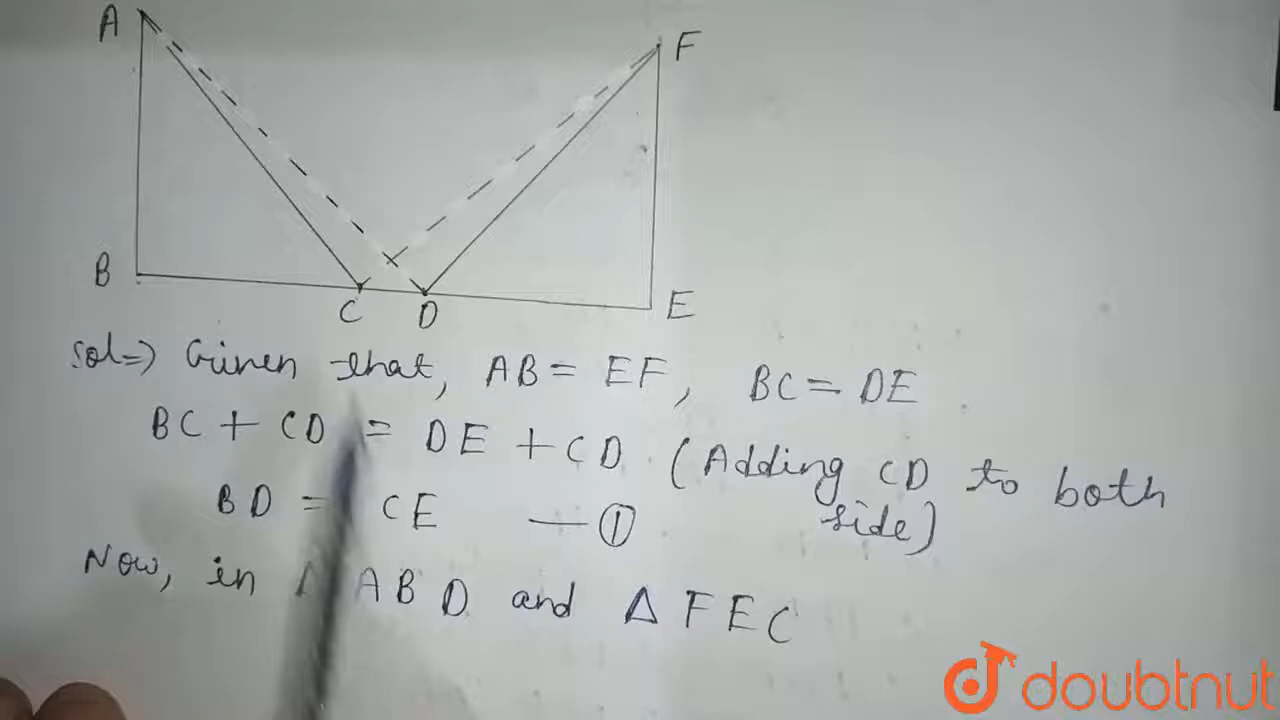 A
F
B
C
D
E
Sol=) Given that, AB = EF, BC = DE
BC + CD = DE + CD (Adding CD to both side)
BD = CE — ①
Now, in Δ ABD and Δ FEC
doubtnut